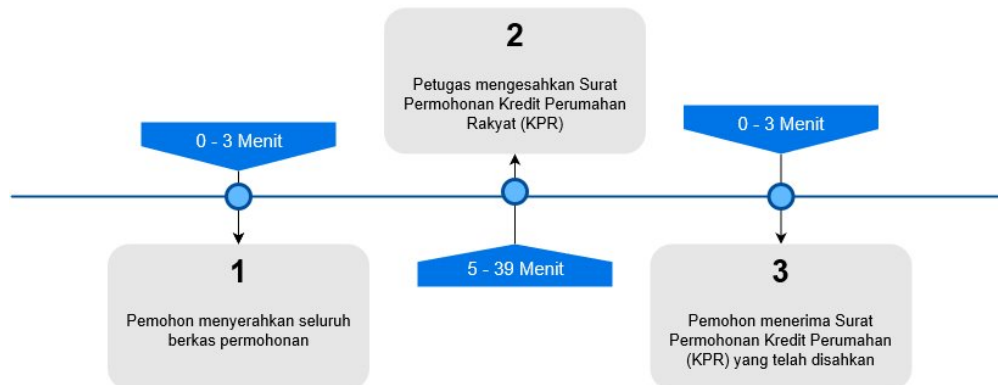 0 - 3 Menit
1
Pemohon menyerahkan seluruh
berkas permohonan
2
Petugas mengesahkan Surat
Permohonan Kredit Perumahan
Rakyat (KPR)
5 - 39 Menit
0 - 3 Menit
3
Pemohon menerima Surat
Permohonan Kredit Perumahan
(KPR) yang telah disahkan